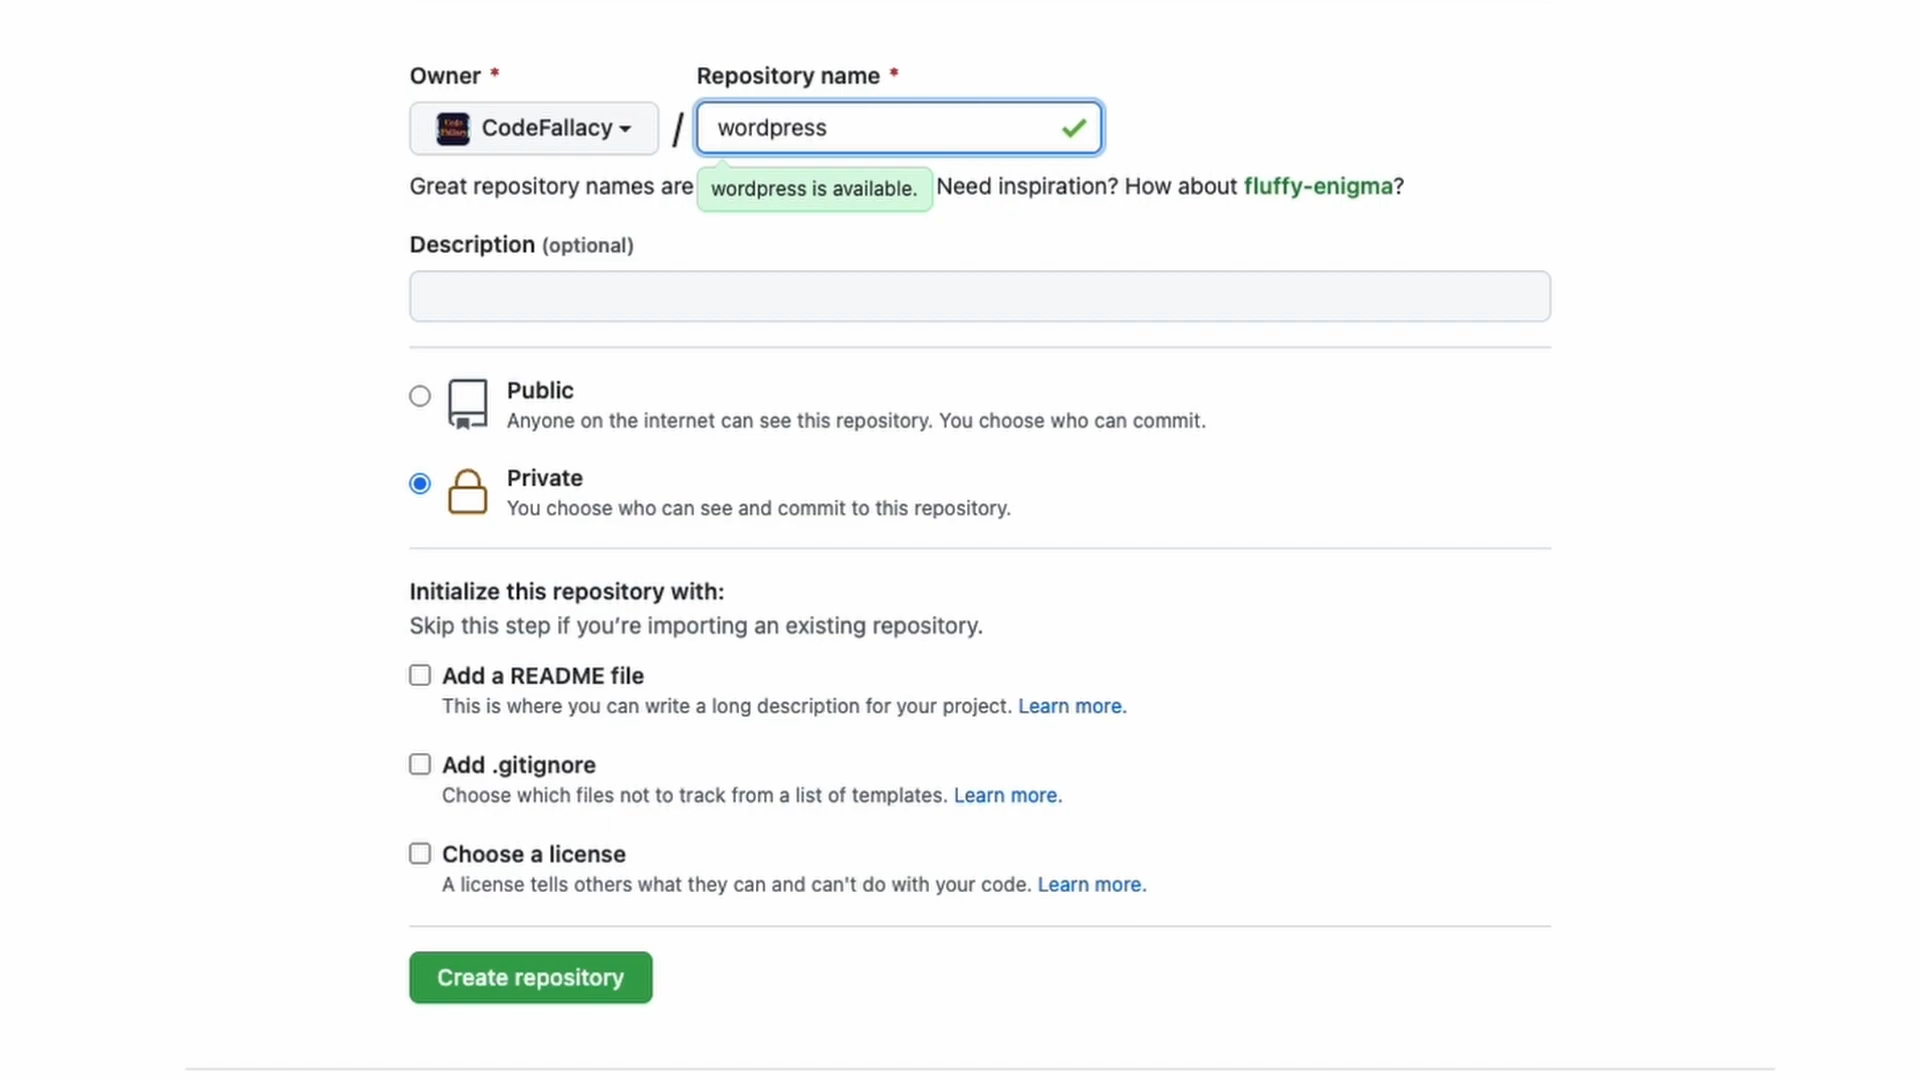 Owner *
Repository name *
CodeFallacy
/
wordpress
Great repository names are
wordpress is available.
Need inspiration? How about fluffy-enigma?
Description (optional)
Public
Anyone on the internet can see this repository. You choose who can commit.
Private
You choose who can see and commit to this repository.
Initialize this repository with:
Skip this step if you’re importing an existing repository.
Add a README file
This is where you can write a long description for your project. Learn more.
Add .gitignore
Choose which files not to track from a list of templates. Learn more.
Choose a license
A license tells others what they can and can't do with your code. Learn more.
Create repository